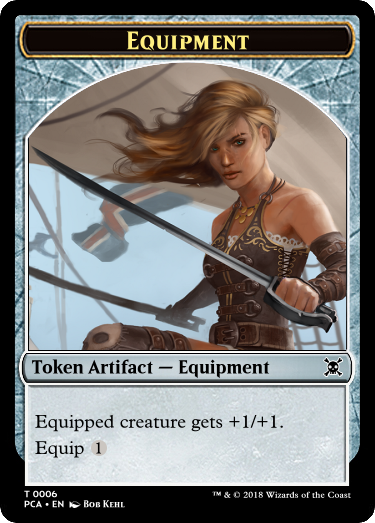 EQUIPMENT
Token Artifact — Equipment
Equipped creature gets +1/+1.
Equip 1
T 0006
PCA • EN BOB KEHL
™ & © 2018 Wizards of the Coast